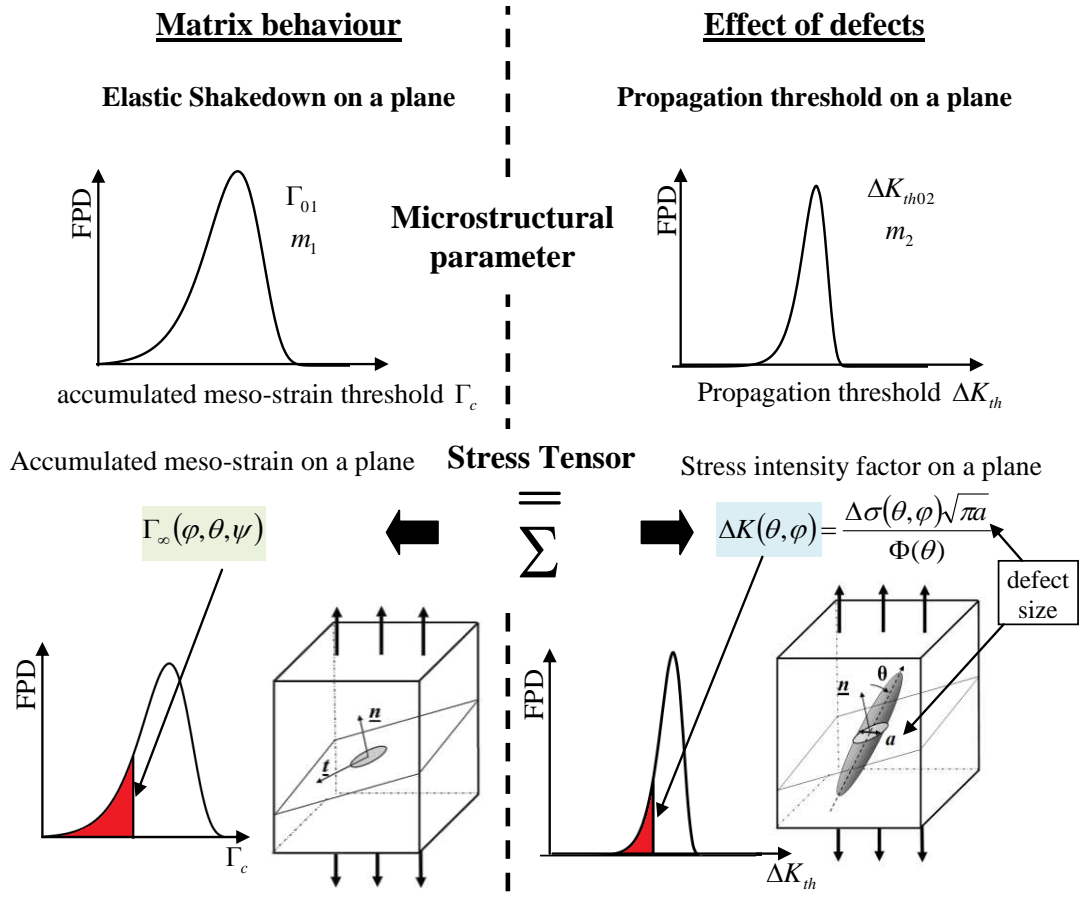 Matrix behaviour
Effect of defects
Elastic Shakedown on a plane
Propagation threshold on a plane
FPD
Γ₀₁
m₁
Microstructural
parameter
FPD
ΔKₜₕ₀₂
m₂
accumulated meso-strain threshold Γ_c
Propagation threshold ΔKₜₕ
Accumulated meso-strain on a plane
Stress Tensor
Stress intensity factor on a plane
Γ∞(φ,θ,ψ)
Σ
ΔK(θ,φ)= Δσ(θ,φ)√πa / Φ(θ)
defect
size
FPD
n
t
Γ_c
FPD
θ
n
a
ΔKₜₕ